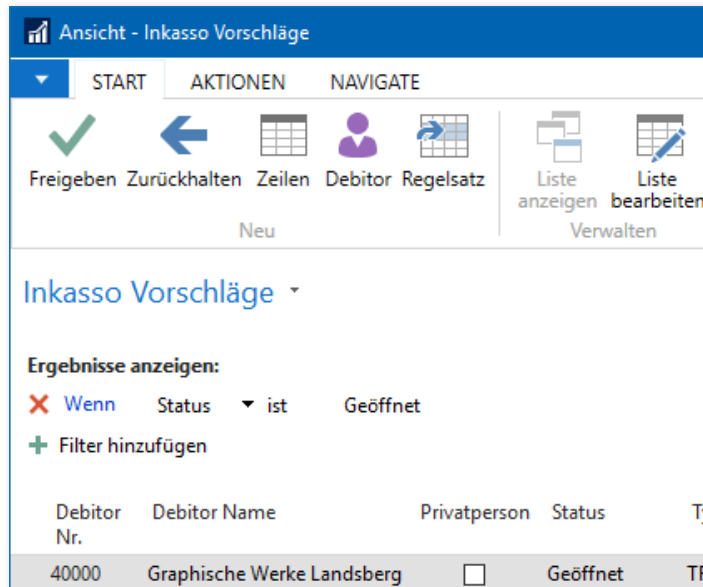 Ansicht - Inkasso Vorschläge
START AKTIONEN NAVIGATE
Freigeben Zurückhalten Zeilen Debitor Regelsatz Liste anzeigen Liste bearbeiten
Neu Verwalten
Inkasso Vorschläge
Ergebnisse anzeigen:
Wenn Status ist Geöffnet
Filter hinzufügen
Debitor Nr. Debitor Name Privatperson Status
40000 Graphische Werke Landsberg Geöffnet